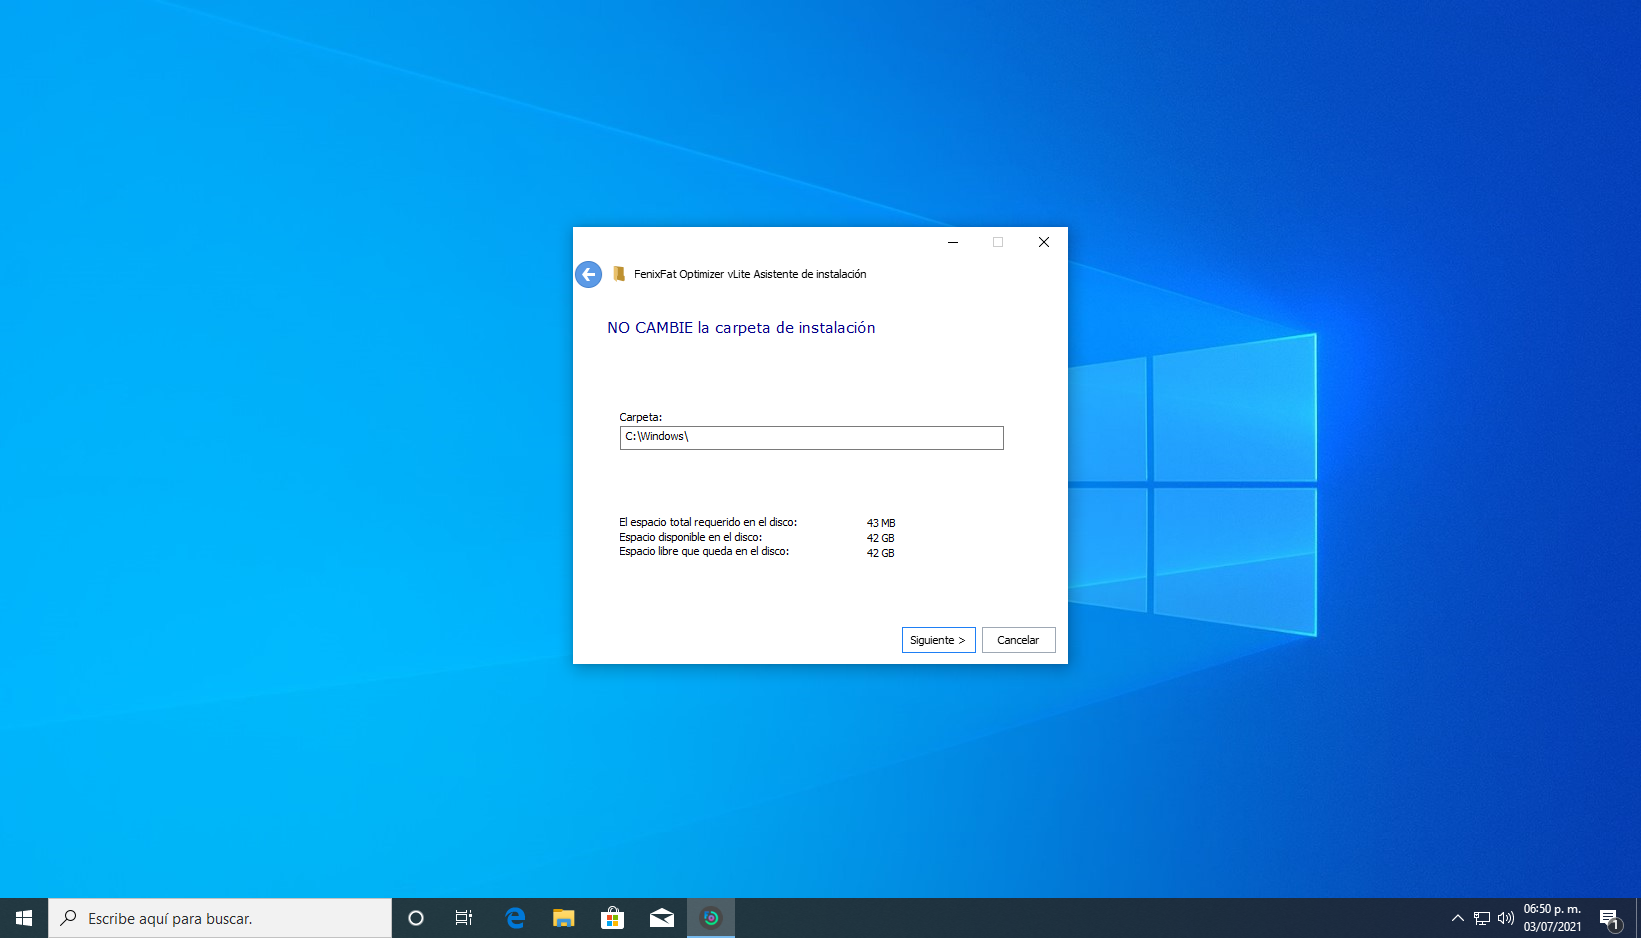 FenixFat Optimizer vLite Asistente de instalación
NO CAMBIE la carpeta de instalación
Carpeta:
C:\Windows\
El espacio total requerido en el disco: 43 MB
Espacio disponible en el disco: 42 GB
Espacio libre que queda en el disco: 42 GB
Siguiente > Cancelar
Escribe aquí para buscar.
06:50 p. m.
03/07/2021
1